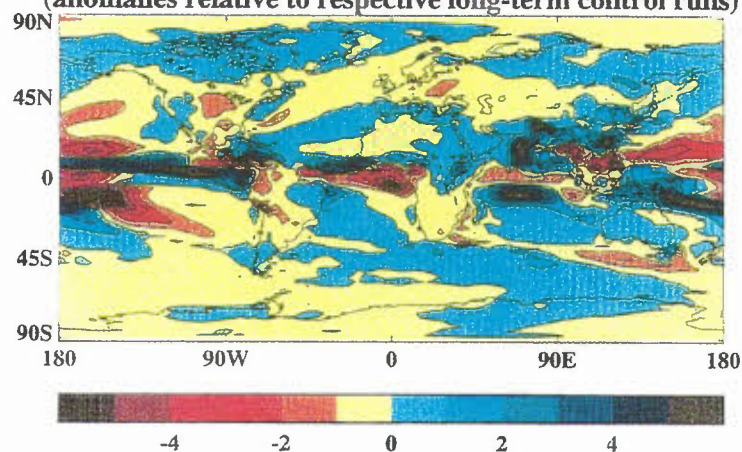 (anomalies relative to respective long-term control runs)
90N
45N
0
45S
90S
180 90W 0 90E 180
-4 -2 0 2 4